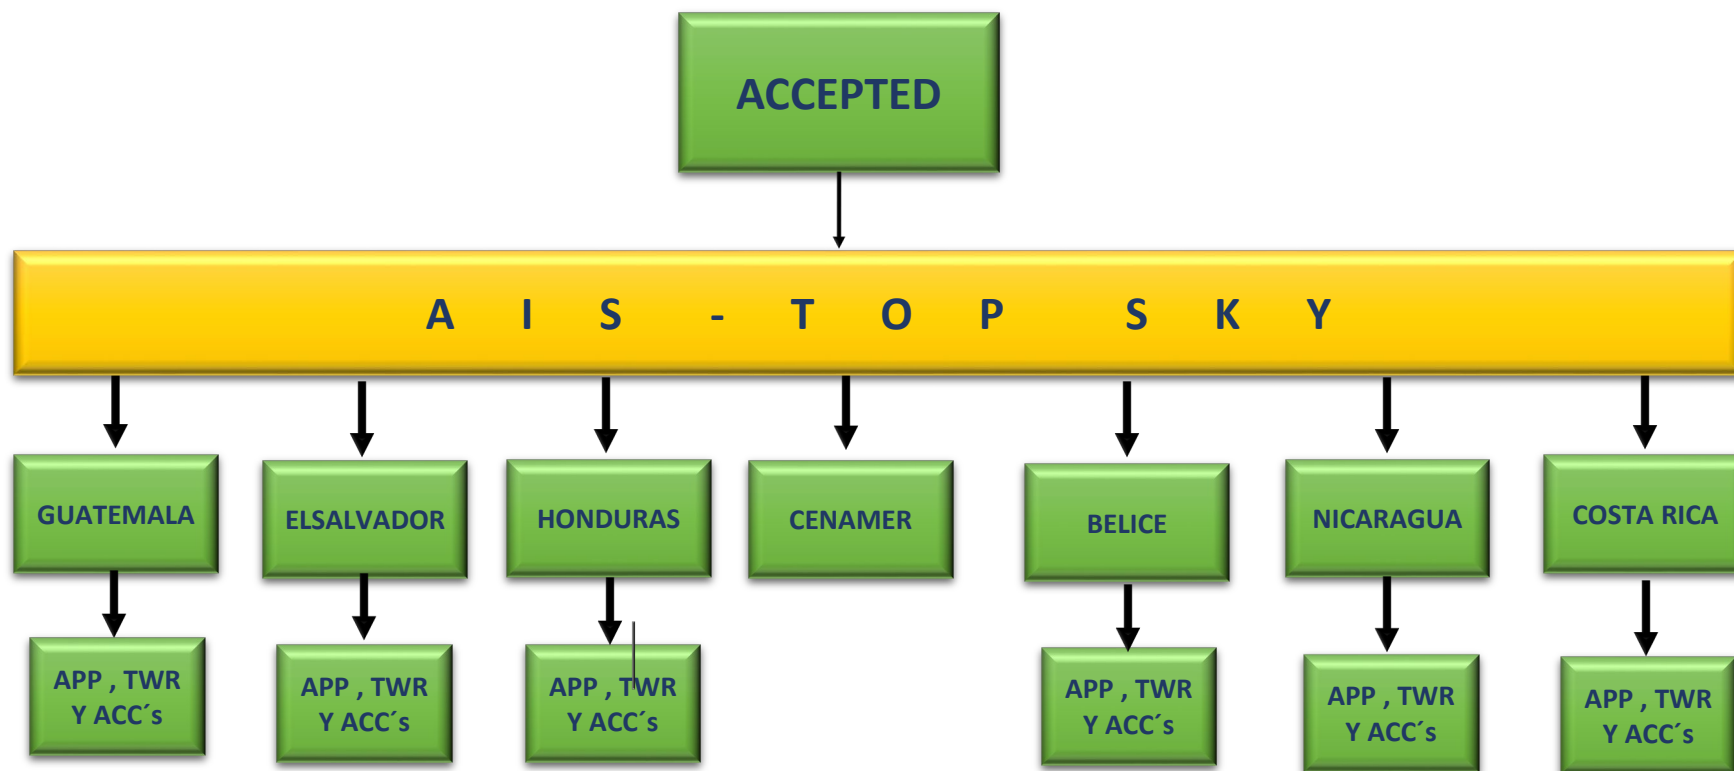 ACCEPTED
A I S - T O P S K Y
GUATEMALA
ELSALVADOR
HONDURAS
CENAMER
BELICE
NICARAGUA
COSTA RICA
APP , TWR
Y ACC´s
APP , TWR
Y ACC´s
APP , TWR
Y ACC´s
APP , TWR
Y ACC´s
APP , TWR
Y ACC´s
APP , TWR
Y ACC´s